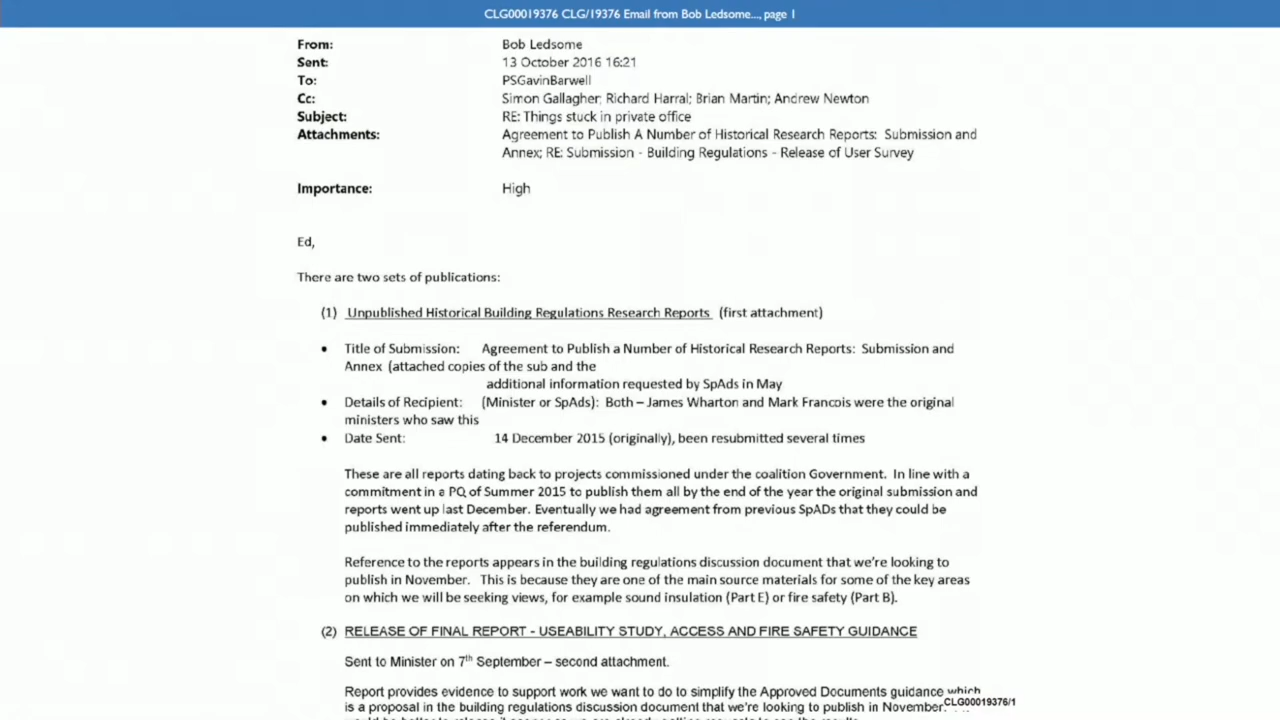 CLG00019376 CLG/19376 Email from Bob Ledsome..., page 1
From: Bob Ledsome
Sent: 13 October 2016 16:21
To: PSGavinBarwell
Cc: Simon Gallagher; Richard Harral; Brian Martin; Andrew Newton
Subject: RE: Things stuck in private office
Attachments: Agreement to Publish A Number of Historical Research Reports: Submission and
Annex; RE: Submission - Building Regulations - Release of User Survey
Importance: High
Ed,
There are two sets of publications:
(1) Unpublished Historical Building Regulations Research Reports (first attachment)
• Title of Submission: Agreement to Publish a Number of Historical Research Reports: Submission and
Annex (attached copies of the sub and the
additional information requested by SpAds in May
• Details of Recipient: (Minister or SpAds): Both – James Wharton and Mark Francois were the original
ministers who saw this
• Date Sent: 14 December 2015 (originally), been resubmitted several times
These are all reports dating back to projects commissioned under the coalition Government. In line with a
commitment in a PQ of Summer 2015 to publish them all by the end of the year the original submission and
reports went up last December. Eventually we had agreement from previous SpADs that they could be
published immediately after the referendum.
Reference to the reports appears in the building regulations discussion document that we're looking to
publish in November. This is because they are one of the main source materials for some of the key areas
on which we will be seeking views, for example sound insulation (Part E) or fire safety (Part B).
(2) RELEASE OF FINAL REPORT - USEABILITY STUDY, ACCESS AND FIRE SAFETY GUIDANCE
Sent to Minister on 7th September – second attachment.
Report provides evidence to support work we want to do to simplify the Approved Documents guidance which
is a proposal in the building regulations discussion document that we're looking to publish in November.
CLG00019376/1